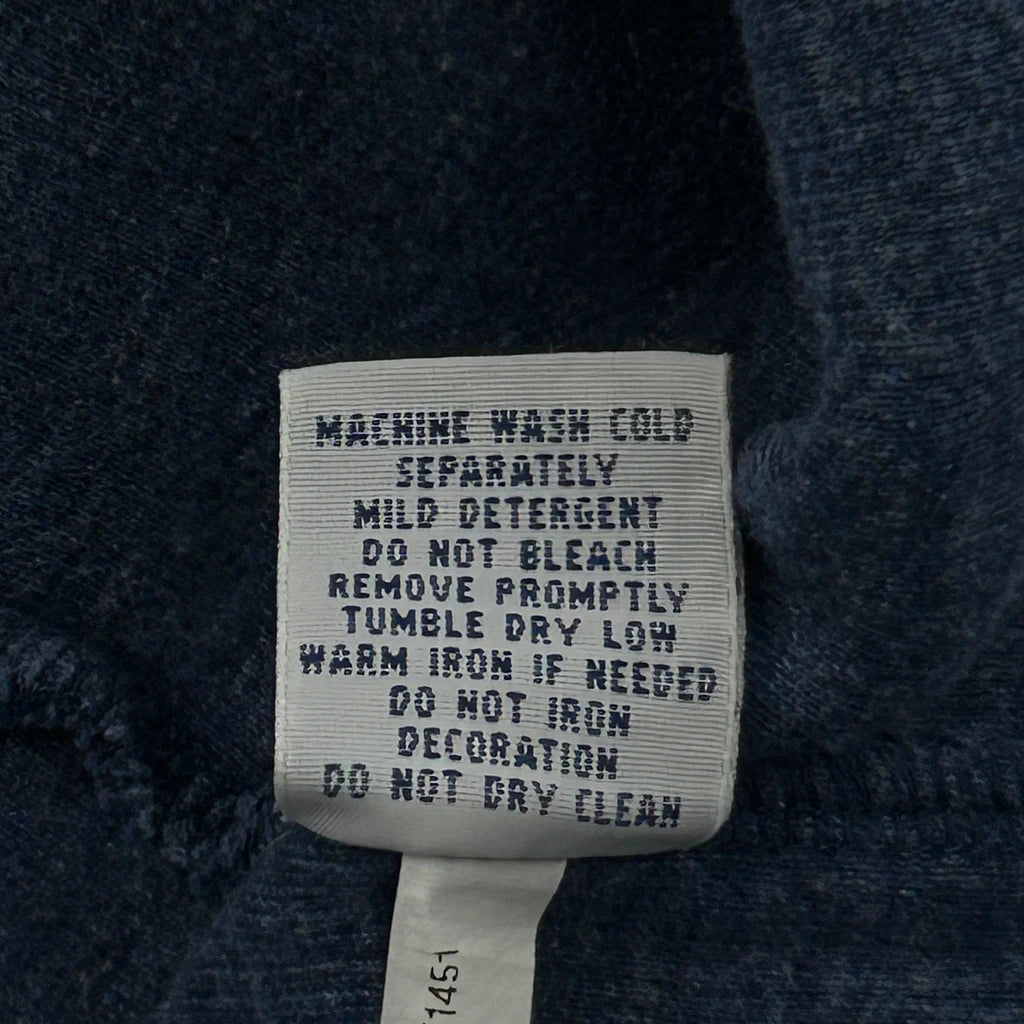 MACHINE WASH COLD
SEPARATELY
MILD DETERGENT
DO NOT BLEACH
REMOVE PROMPTLY
TUMBLE DRY LOW
WARM IRON IF NEEDED
DO NOT IRON
DECORATION
DO NOT DRY CLEAN